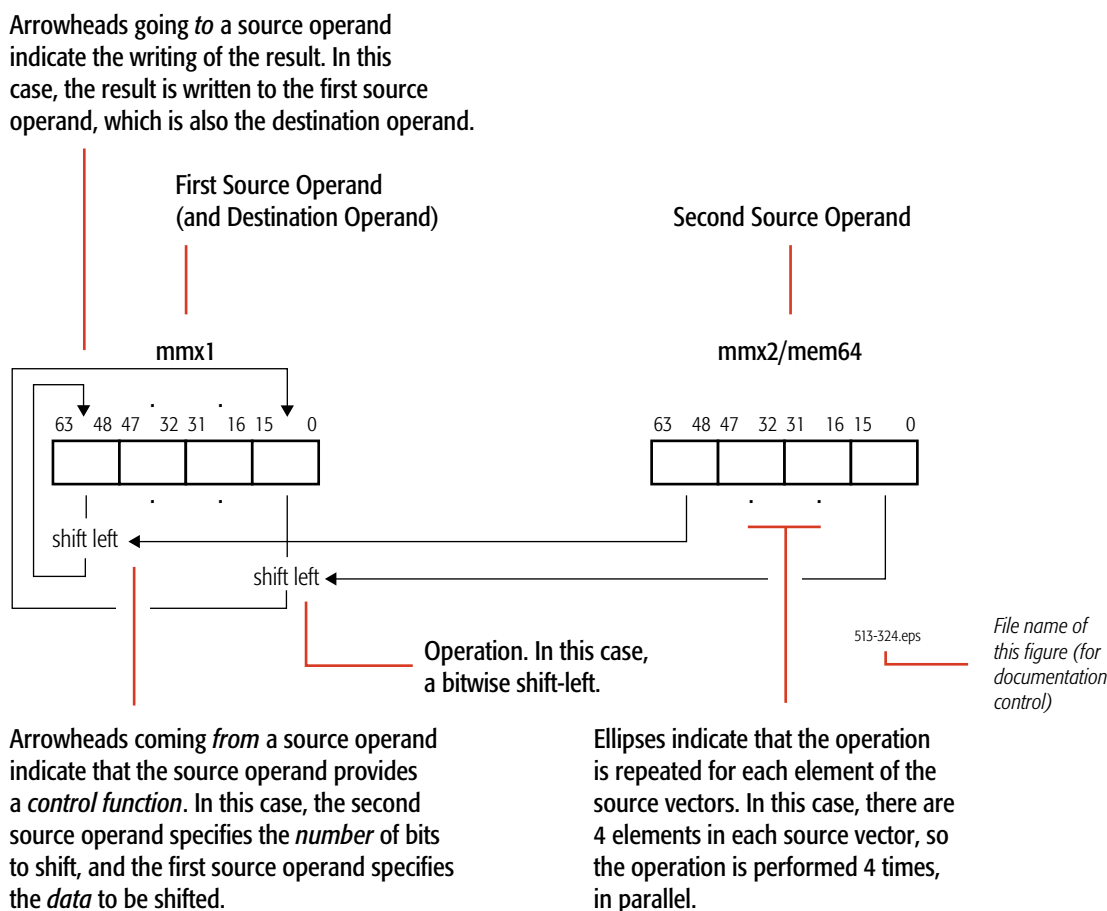 Arrowheads going to a source operand
indicate the writing of the result. In this
case, the result is written to the first source
operand, which is also the destination operand.
First Source Operand
(and Destination Operand)
Second Source Operand
mmx1
mmx2/mem64
. .
63 48 47 32 31 16 15 0
63 48 47 32 31 16 15 0
. .
. .
shift left
shift left
Operation. In this case,
a bitwise shift-left.
513-324.eps
File name of
this figure (for
documentation
control)
Arrowheads coming from a source operand
indicate that the source operand provides
a control function. In this case, the second
source operand specifies the number of bits
to shift, and the first source operand specifies
the data to be shifted.
Ellipses indicate that the operation
is repeated for each element of the
source vectors. In this case, there are
4 elements in each source vector, so
the operation is performed 4 times,
in parallel.